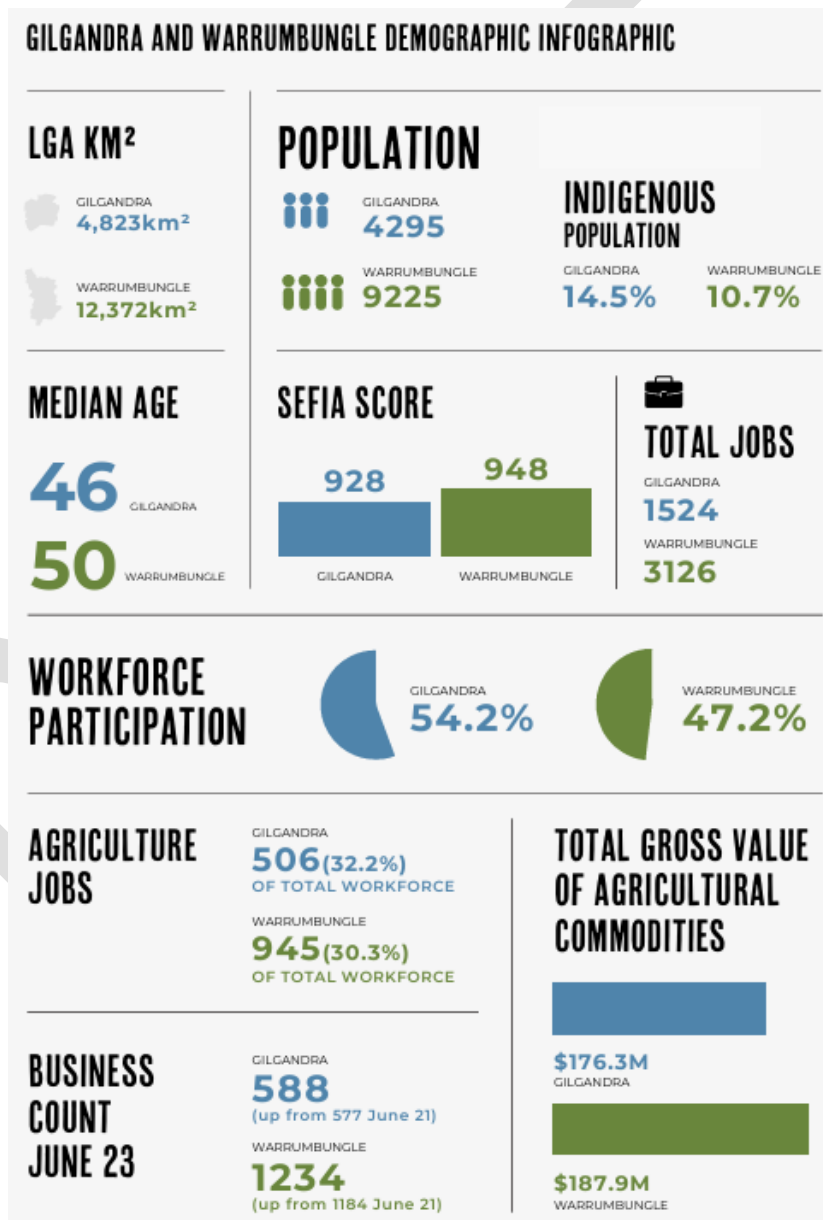 GILGANDRA AND WARRUMBUNGLE DEMOGRAPHIC INFOGRAPHIC
LGA KM²
GILGANDRA
4,823km²
WARRUMBUNGLE
12,372km²
POPULATION
GILGANDRA
4295
WARRUMBUNGLE
9225
INDIGENOUS
POPULATION
GILGANDRA
14.5%
WARRUMBUNGLE
10.7%
MEDIAN AGE
46 GILGANDRA
50 WARRUMBUNGLE
SEFIA SCORE
928
GILGANDRA
948
WARRUMBUNGLE
TOTAL JOBS
GILGANDRA
1524
WARRUMBUNGLE
3126
WORKFORCE
PARTICIPATION
GILGANDRA
54.2%
WARRUMBUNGLE
47.2%
AGRICULTURE
JOBS
GILGANDRA
506(32.2%)
OF TOTAL WORKFORCE
WARRUMBUNGLE
945(30.3%)
OF TOTAL WORKFORCE
BUSINESS
COUNT
JUNE 23
GILGANDRA
588
(up from 577 June 21)
WARRUMBUNGLE
1234
(up from 1184 June 21)
TOTAL GROSS VALUE
OF AGRICULTURAL
COMMODITIES
$176.3M
GILGANDRA
$187.9M
WARRUMBUNGLE